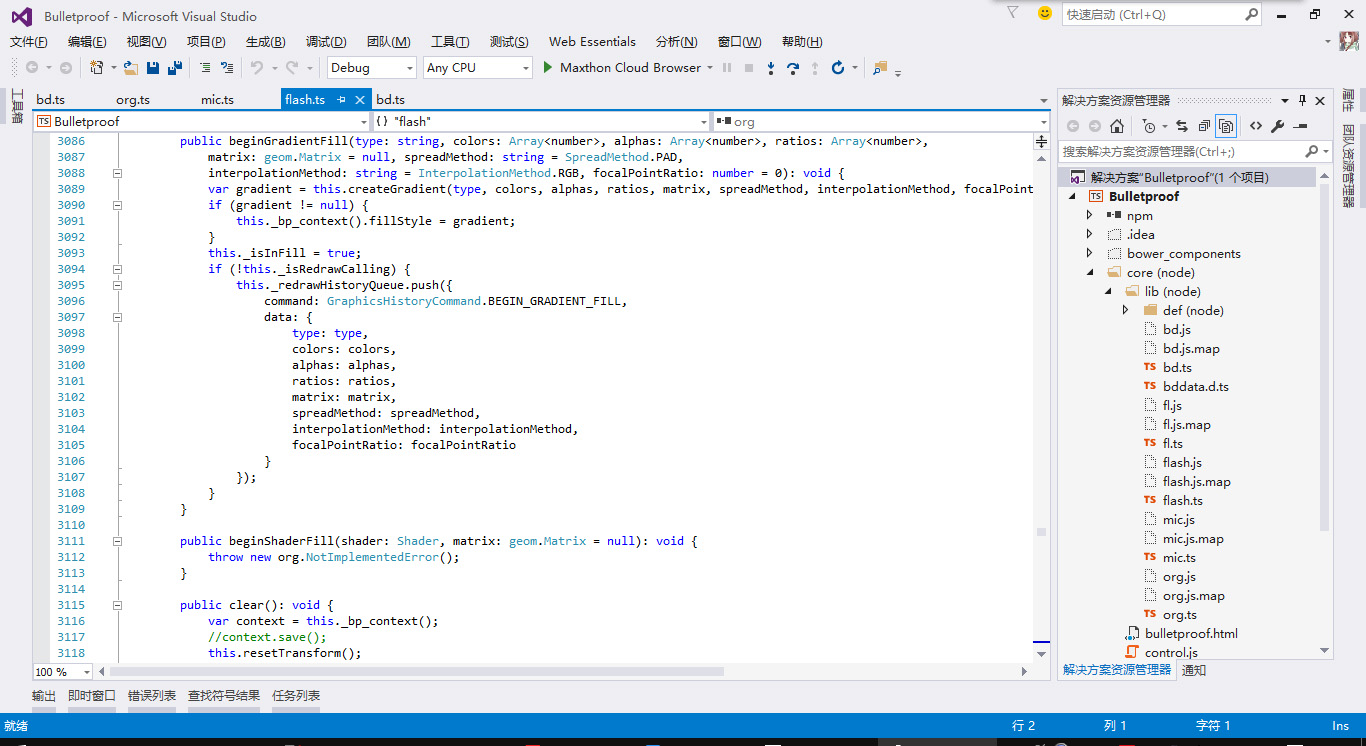 Bulletproof - Microsoft Visual Studio
快速启动 (Ctrl+Q)
文件(F) 编辑(E) 视图(V) 项目(P) 生成(B) 调试(D) 团队(M) 工具(T) 测试(S) Web Essentials 分析(N) 窗口(W) 帮助(H)
Debug Any CPU Maxthon Cloud Browser
工具箱
bd.ts org.ts mic.ts flash.ts bd.ts
TS Bulletproof {} "flash" org
3086 public beginGradientFill(type: string, colors: Array<number>, alphas: Array<number>, ratios: Array<number>,
3087 matrix: geom.Matrix = null, spreadMethod: string = SpreadMethod.PAD,
3088 interpolationMethod: string = InterpolationMethod.RGB, focalPointRatio: number = 0): void {
3089 var gradient = this.createGradient(type, colors, alphas, ratios, matrix, spreadMethod, interpolationMethod, focalPoint
3090 if (gradient != null) {
3091 this._bp_context().fillStyle = gradient;
3092 }
3093 this._isInFill = true;
3094 if (!this._isRedrawCalling) {
3095 this._redrawHistoryQueue.push({
3096 command: GraphicsHistoryCommand.BEGIN_GRADIENT_FILL,
3097 data: {
3098 type: type,
3099 colors: colors,
3100 alphas: alphas,
3101 ratios: ratios,
3102 matrix: matrix,
3103 spreadMethod: spreadMethod,
3104 interpolationMethod: interpolationMethod,
3105 focalPointRatio: focalPointRatio
3106 }
3107 });
3108 }
3109 }
3110
3111 public beginShaderFill(shader: Shader, matrix: geom.Matrix = null): void {
3112 throw new org.NotImplementedError();
3113 }
3114
3115 public clear(): void {
3116 var context = this._bp_context();
3117 //context.save();
3118 this.resetTransform();
100 %
解决方案资源管理器
搜索解决方案资源管理器(Ctrl+;)
解决方案"Bulletproof"(1 个项目)
TS Bulletproof
npm
.idea
bower_components
core (node)
lib (node)
def (node)
bd.js
bd.js.map
TS bd.ts
TS bddata.d.ts
fl.js
fl.js.map
TS fl.ts
flash.js
flash.js.map
TS flash.ts
mic.js
mic.js.map
TS mic.ts
org.js
org.js.map
TS org.ts
bulletproof.html
control.js
解决方案资源管理器 通知
属性
团队资源管理器
输出 即时窗口 错误列表 查找符号结果 任务列表
就绪 行 2 列 1 字符 1 Ins